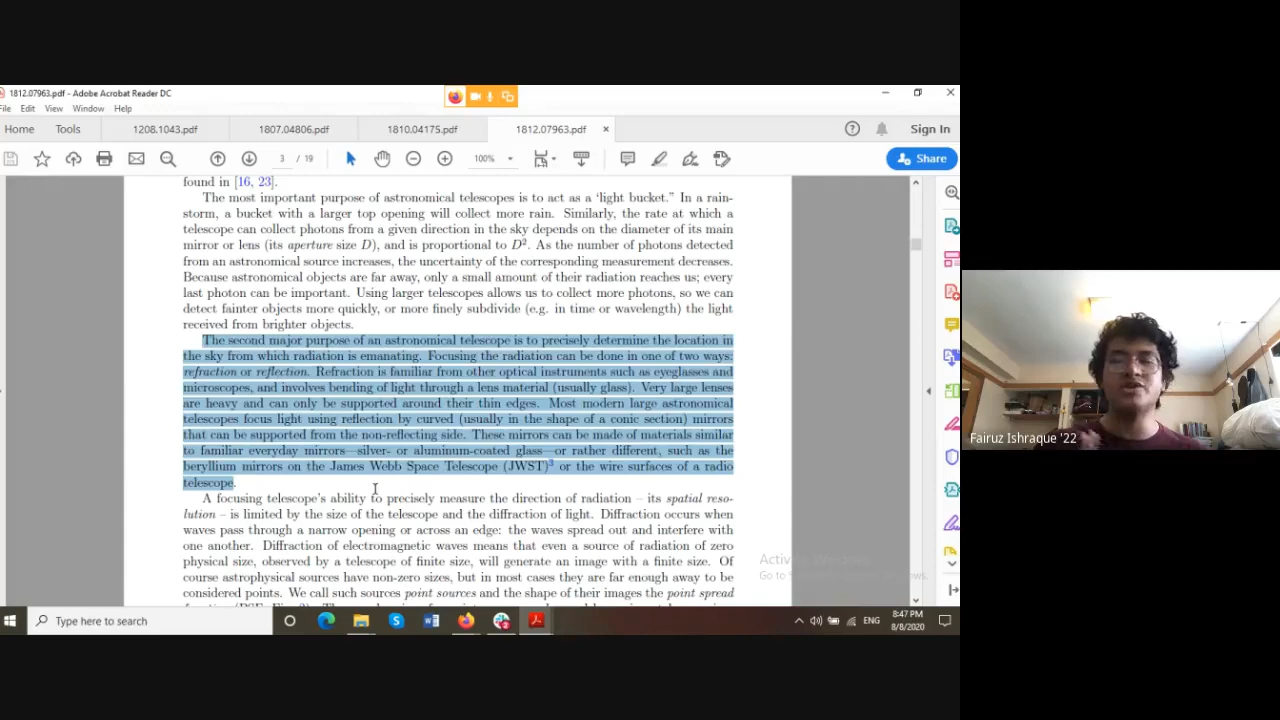 1812.07963.pdf - Adobe Acrobat Reader DC
File Edit View Window Help
Home Tools 1208.1043.pdf 1807.04806.pdf 1810.04175.pdf 1812.07963.pdf × Sign In
3 / 19 100% Share
found in [16, 23].
The most important purpose of astronomical telescopes is to act as a ‘light bucket.” In a rain-
storm, a bucket with a larger top opening will collect more rain. Similarly, the rate at which a
telescope can collect photons from a given direction in the sky depends on the diameter of its main
mirror or lens (its aperture size D), and is proportional to D². As the number of photons detected
from an astronomical source increases, the uncertainty of the corresponding measurement decreases.
Because astronomical objects are far away, only a small amount of their radiation reaches us; every
last photon can be important. Using larger telescopes allows us to collect more photons, so we can
detect fainter objects more quickly, or more finely subdivide (e.g. in time or wavelength) the light
received from brighter objects.
The second major purpose of an astronomical telescope is to precisely determine the location in
the sky from which radiation is emanating. Focusing the radiation can be done in one of two ways:
refraction or reflection. Refraction is familiar from other optical instruments such as eyeglasses and
microscopes, and involves bending of light through a lens material (usually glass). Very large lenses
are heavy and can only be supported around their thin edges. Most modern large astronomical
telescopes focus light using reflection by curved (usually in the shape of a conic section) mirrors
that can be supported from the non-reflecting side. These mirrors can be made of materials similar
to familiar everyday mirrors—silver- or aluminum-coated glass—or rather different, such as the
beryllium mirrors on the James Webb Space Telescope (JWST)³ or the wire surfaces of a radio
telescope.
A focusing telescope’s ability to precisely measure the direction of radiation – its spatial reso-
lution – is limited by the size of the telescope and the diffraction of light. Diffraction occurs when
waves pass through a narrow opening or across an edge: the waves spread out and interfere with
one another. Diffraction of electromagnetic waves means that even a source of radiation of zero
physical size, observed by a telescope of finite size, will generate an image with a finite size. Of
course astrophysical sources have non-zero sizes, but in most cases they are far enough away to be
considered points. We call such sources point sources and the shape of their images the point spread
Activate Windows
Type here to search
ENG
8:47 PM
8/8/2020
Fairuz Ishraque '22